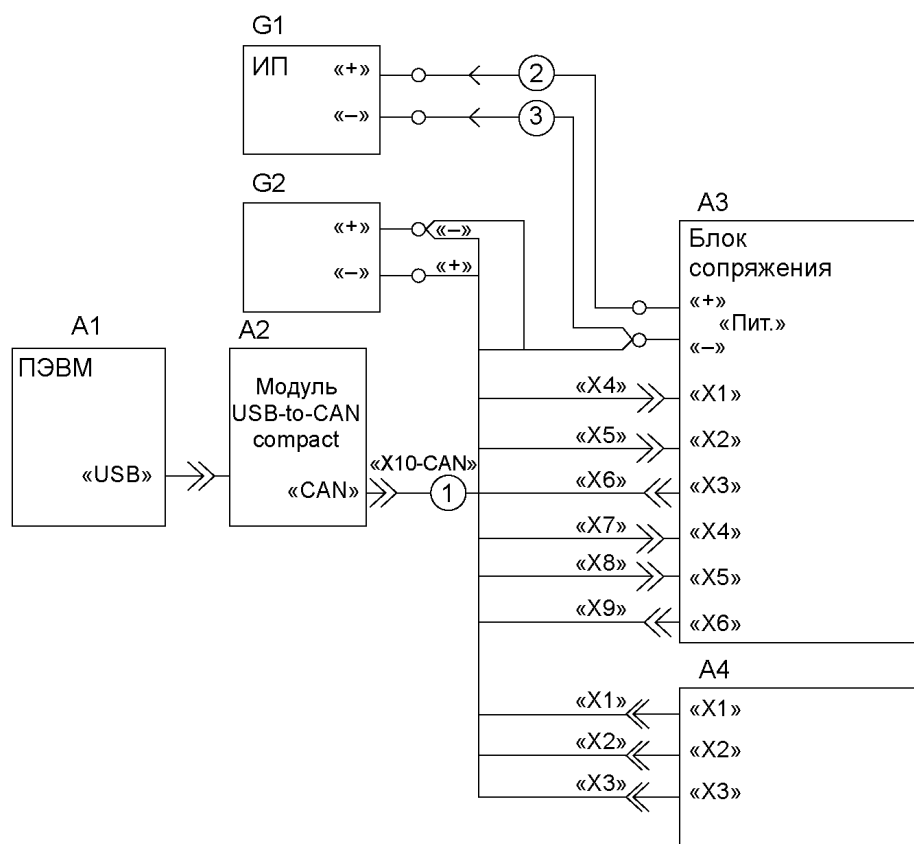 G1
ИП
«+»
2
«–»
3
G2
«+»
«–»
«–»
«+»
A3
Блок
сопряжения
«+»
«Пит.»
«–»
A1
ПЭВМ
«USB»
A2
Модуль
USB-to-CAN
compact
«CAN»
«X10-CAN»
1
«X4»
«X1»
«X5»
«X2»
«X6»
«X3»
«X7»
«X4»
«X8»
«X5»
«X9»
«X6»
A4
«X1»
«X1»
«X2»
«X2»
«X3»
«X3»